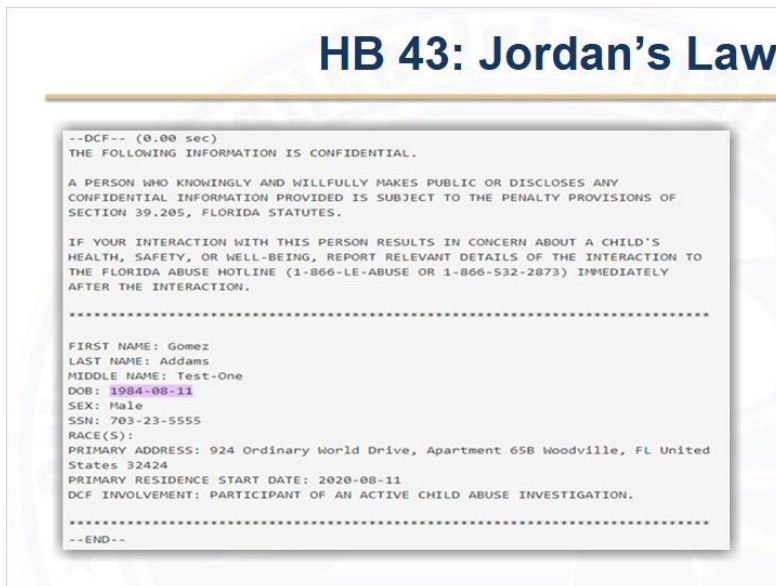 HB 43: Jordan's Law
--DCF-- (0.00 sec)
THE FOLLOWING INFORMATION IS CONFIDENTIAL.
A PERSON WHO KNOWINGLY AND WILLFULLY MAKES PUBLIC OR DISCLOSES ANY
CONFIDENTIAL INFORMATION PROVIDED IS SUBJECT TO THE PENALTY PROVISIONS OF
SECTION 39.205, FLORIDA STATUTES.
IF YOUR INTERACTION WITH THIS PERSON RESULTS IN CONCERN ABOUT A CHILD'S
HEALTH, SAFETY, OR WELL-BEING, REPORT RELEVANT DETAILS OF THE INTERACTION TO
THE FLORIDA ABUSE HOTLINE (1-866-LE-ABUSE OR 1-866-532-2873) IMMEDIATELY
AFTER THE INTERACTION.
********************************************************************************
FIRST NAME: Gomez
LAST NAME: Addams
MIDDLE NAME: Test-One
DOB: 1984-08-11
SEX: Male
SSN: 703-23-5555
RACE(S):
PRIMARY ADDRESS: 924 Ordinary World Drive, Apartment 65B Woodville, FL United
States 32424
PRIMARY RESIDENCE START DATE: 2020-08-11
DCF INVOLVEMENT: PARTICIPANT OF AN ACTIVE CHILD ABUSE INVESTIGATION.
********************************************************************************
--END--